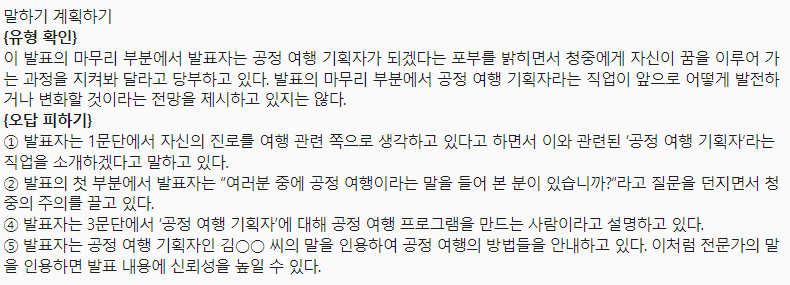 말하기 계획하기
{유형 확인}
이 발표의 마무리 부분에서 발표자는 공정 여행 기획자가 되겠다는 포부를 밝히면서 청중에게 자신이 꿈을 이루어 가
는 과정을 지켜봐 달라고 당부하고 있다. 발표의 마무리 부분에서 공정 여행 기획자라는 직업이 앞으로 어떻게 발전하
거나 변화할 것이라는 전망을 제시하고 있지는 않다.
{오답 피하기}
① 발표자는 1문단에서 자신의 진로를 여행 관련 쪽으로 생각하고 있다고 하면서 이와 관련된 ‘공정 여행 기획자’라는
직업을 소개하겠다고 말하고 있다.
② 발표의 첫 부분에서 발표자는 “여러분 중에 공정 여행이라는 말을 들어 본 분이 있습니까?”라고 질문을 던지면서 청
중의 주의를 끌고 있다.
④ 발표자는 3문단에서 ‘공정 여행 기획자’에 대해 공정 여행 프로그램을 만드는 사람이라고 설명하고 있다.
⑤ 발표자는 공정 여행 기획자인 김○○ 씨의 말을 인용하여 공정 여행의 방법들을 안내하고 있다. 이처럼 전문가의 말
을 인용하면 발표 내용에 신뢰성을 높일 수 있다.